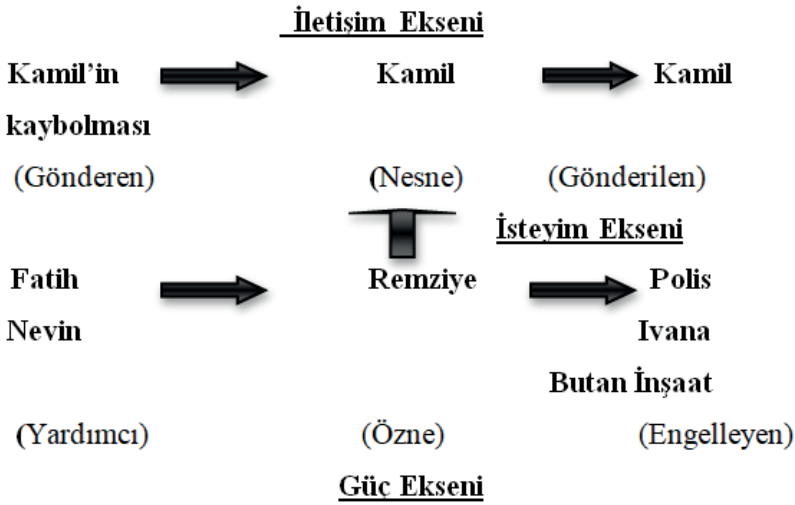 İletişim Ekseni
Kamil’in Kamil Kamil
kaybolması
(Gönderen) (Nesne) (Gönderilen)
İsteyim Ekseni
Fatih Remziye Polis
Nevin Ivana
Butan İnşaat
(Yardımcı) (Özne) (Engelleyen)
Güç Ekseni